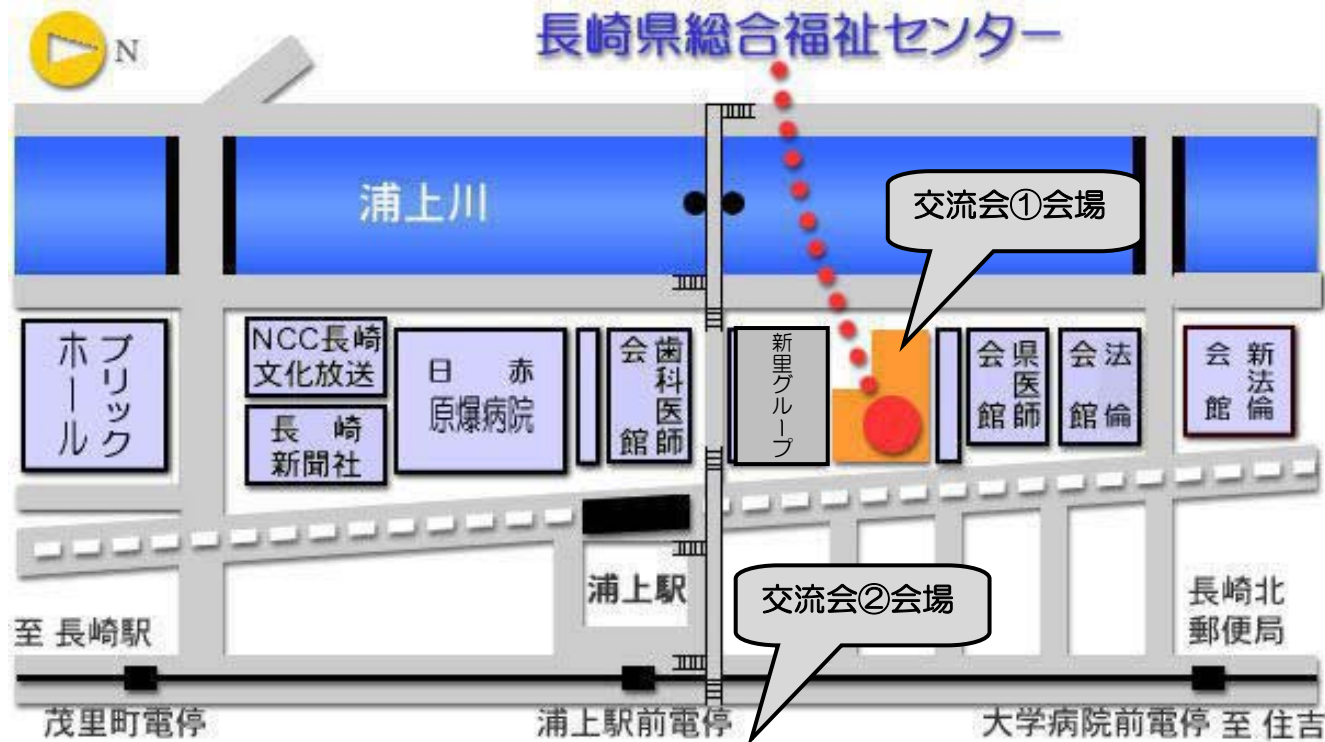 長崎県総合福祉センター
N
浦上川
交流会①会場
ブリック
ホール
NCC長崎
文化放送
長崎
新聞社
日赤
原爆病院
歯科医師
会館
新里グループ
県医師
会館
法倫
会館
新法倫
会館
浦上駅
交流会②会場
長崎北
郵便局
至 長崎駅
茂里町電停
浦上駅前電停
大学病院前電停
至 住吉